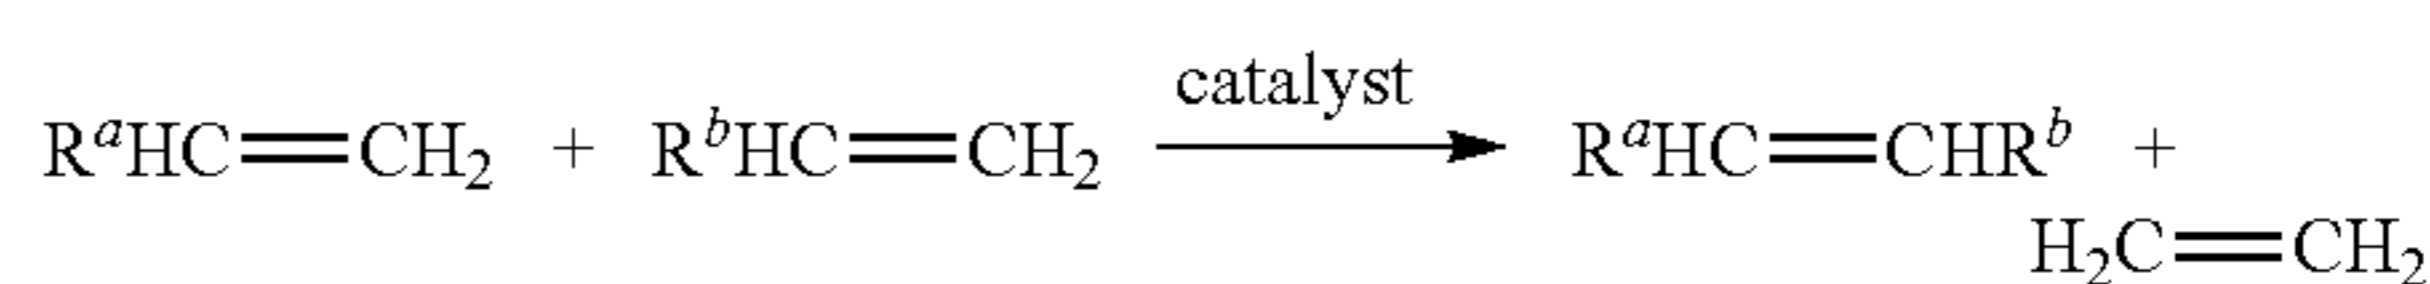 catalyst
RᵃHC=CH₂ + RᵇHC=CH₂ → RᵃHC=CHRᵇ +
H₂C=CH₂